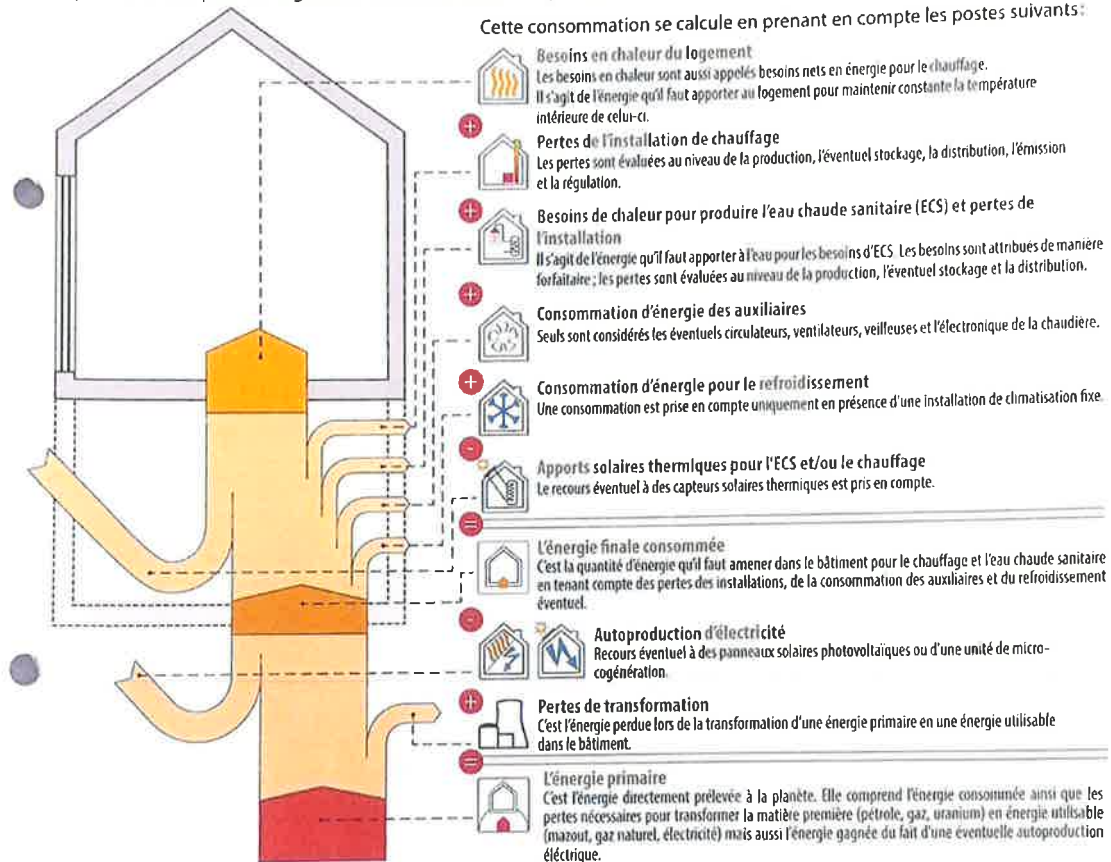 Cette consommation se calcule en prenant en compte les postes suivants:
Besoins en chaleur du logement
Les besoins en chaleur sont aussi appelés besoins nets en énergie pour le chauffage.
Il s'agit de l'énergie qu'il faut apporter au logement pour maintenir constante la température
intérieure de celui-ci.
+
Pertes de l'installation de chauffage
Les pertes sont évaluées au niveau de la production, l'éventuel stockage, la distribution, l'émission
et la régulation.
+
Besoins de chaleur pour produire l'eau chaude sanitaire (ECS) et pertes de
l'installation
Il s'agit de l'énergie qu'il faut apporter à l'eau pour les besoins d'ECS. Les besoins sont attribués de manière
forfaitaire ; les pertes sont évaluées au niveau de la production, l'éventuel stockage et la distribution.
+
Consommation d'énergie des auxiliaires
Seuls sont considérés les éventuels circulateurs, ventilateurs, veilleuses et l'électronique de la chaudière.
+
Consommation d'énergie pour le refroidissement
Une consommation est prise en compte uniquement en présence d'une installation de climatisation fixe.
-
Apports solaires thermiques pour l'ECS et/ou le chauffage
Le recours éventuel à des capteurs solaires thermiques est pris en compte.
=
L'énergie finale consommée
C'est la quantité d'énergie qu'il faut amener dans le bâtiment pour le chauffage et l'eau chaude sanitaire
en tenant compte des pertes des installations, de la consommation des auxiliaires et du refroidissement
éventuel.
-
Autoproduction d'électricité
Recours éventuel à des panneaux solaires photovoltaïques ou d'une unité de micro-
cogénération.
+
Pertes de transformation
C'est l'énergie perdue lors de la transformation d'une énergie primaire en une énergie utilisable
dans le bâtiment.
=
L'énergie primaire
C'est l'énergie directement prélevée à la planète. Elle comprend l'énergie consommée ainsi que les
pertes nécessaires pour transformer la matière première (pétrole, gaz, uranium) en énergie utilisable
(mazout, gaz naturel, électricité) mais aussi l'énergie gagnée du fait d'une éventuelle autoproduction
éléctrique.